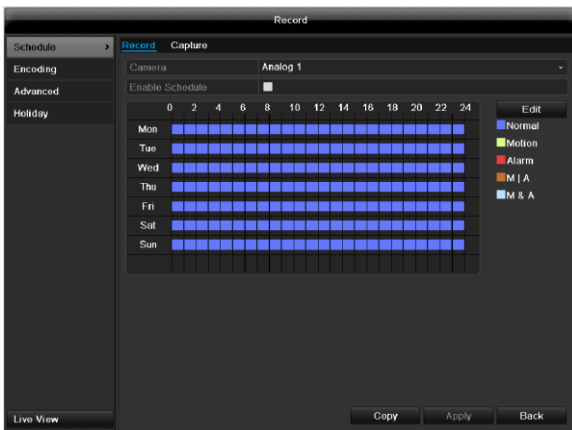 Record
Schedule >
Encoding
Advanced
Holiday
Live View
Record Capture
Camera Analog 1
Enable Schedule
0 2 4 6 8 10 12 14 16 18 20 22 24
Mon
Tue
Wed
Thu
Fri
Sat
Sun
Edit
Normal
Motion
Alarm
M | A
M & A
Copy Apply Back